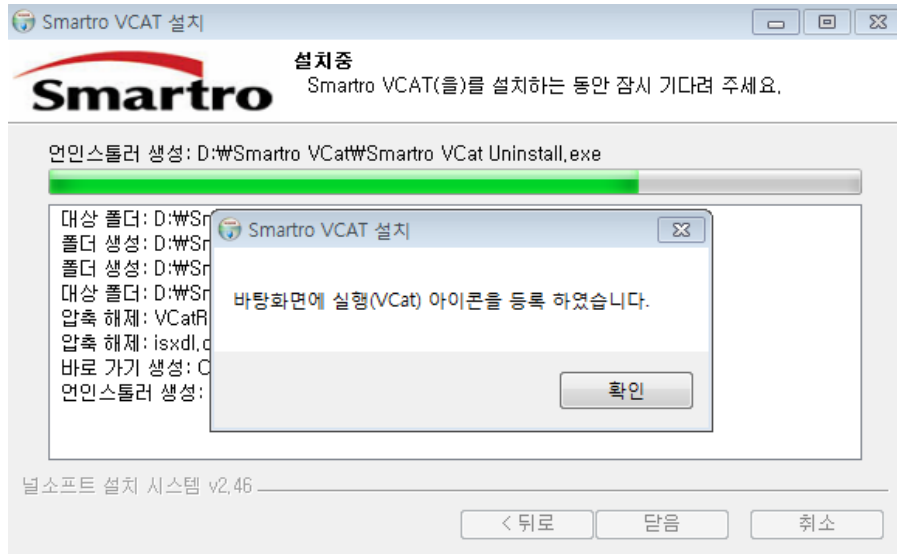 Smartro VCAT 설치
Smartro
설치중
Smartro VCAT(을)를 설치하는 동안 잠시 기다려 주세요.
언인스톨러 생성: D:₩Smartro VCat₩Smartro VCat Uninstall.exe
대상 폴더: D:₩Sm
폴더 생성: D:₩Sm
폴더 생성: D:₩Sm
대상 폴더: D:₩Sm
압축 해제: VCatR
압축 해제: isxdl.d
바로 가기 생성: C
언인스톨러 생성:
Smartro VCAT 설치
바탕화면에 실행(VCat) 아이콘을 등록 하였습니다.
확인
널소프트 설치 시스템 v2.46
< 뒤로
닫음
취소